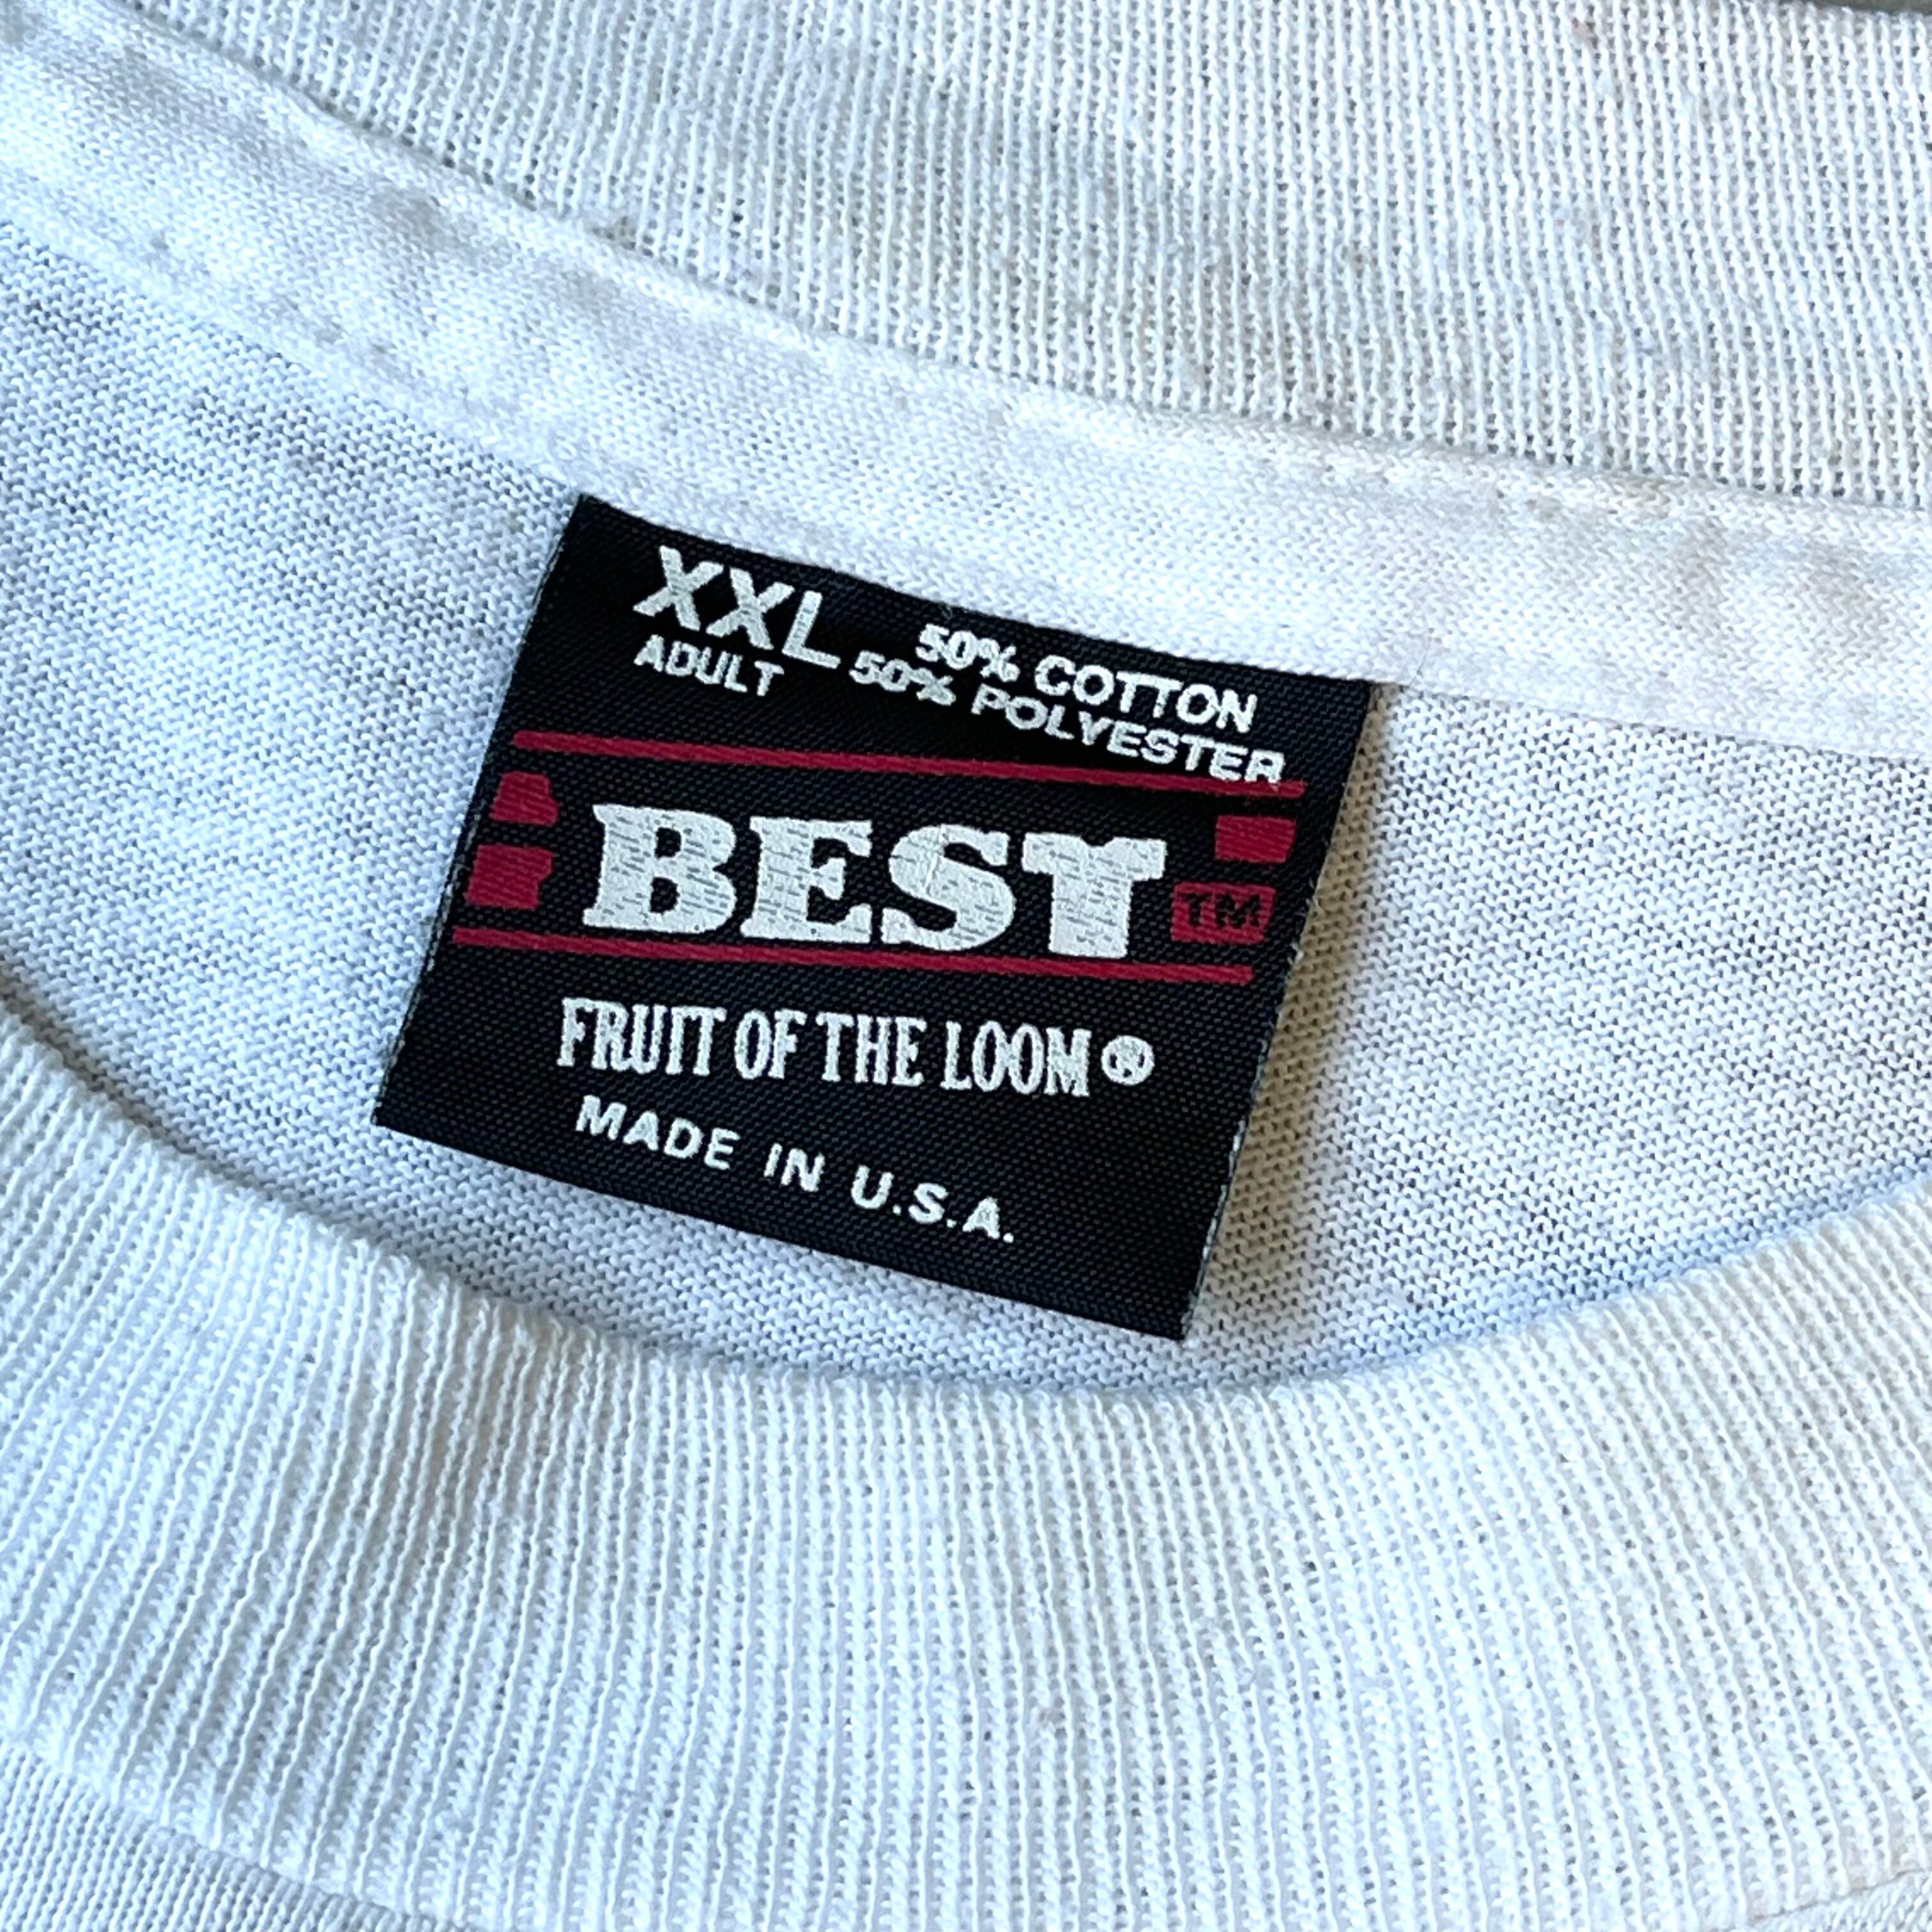 XXL
ADULT
50% COTTON
50% POLYESTER
BEST
TM
FRUIT OF THE LOOM®
MADE IN U.S.A.